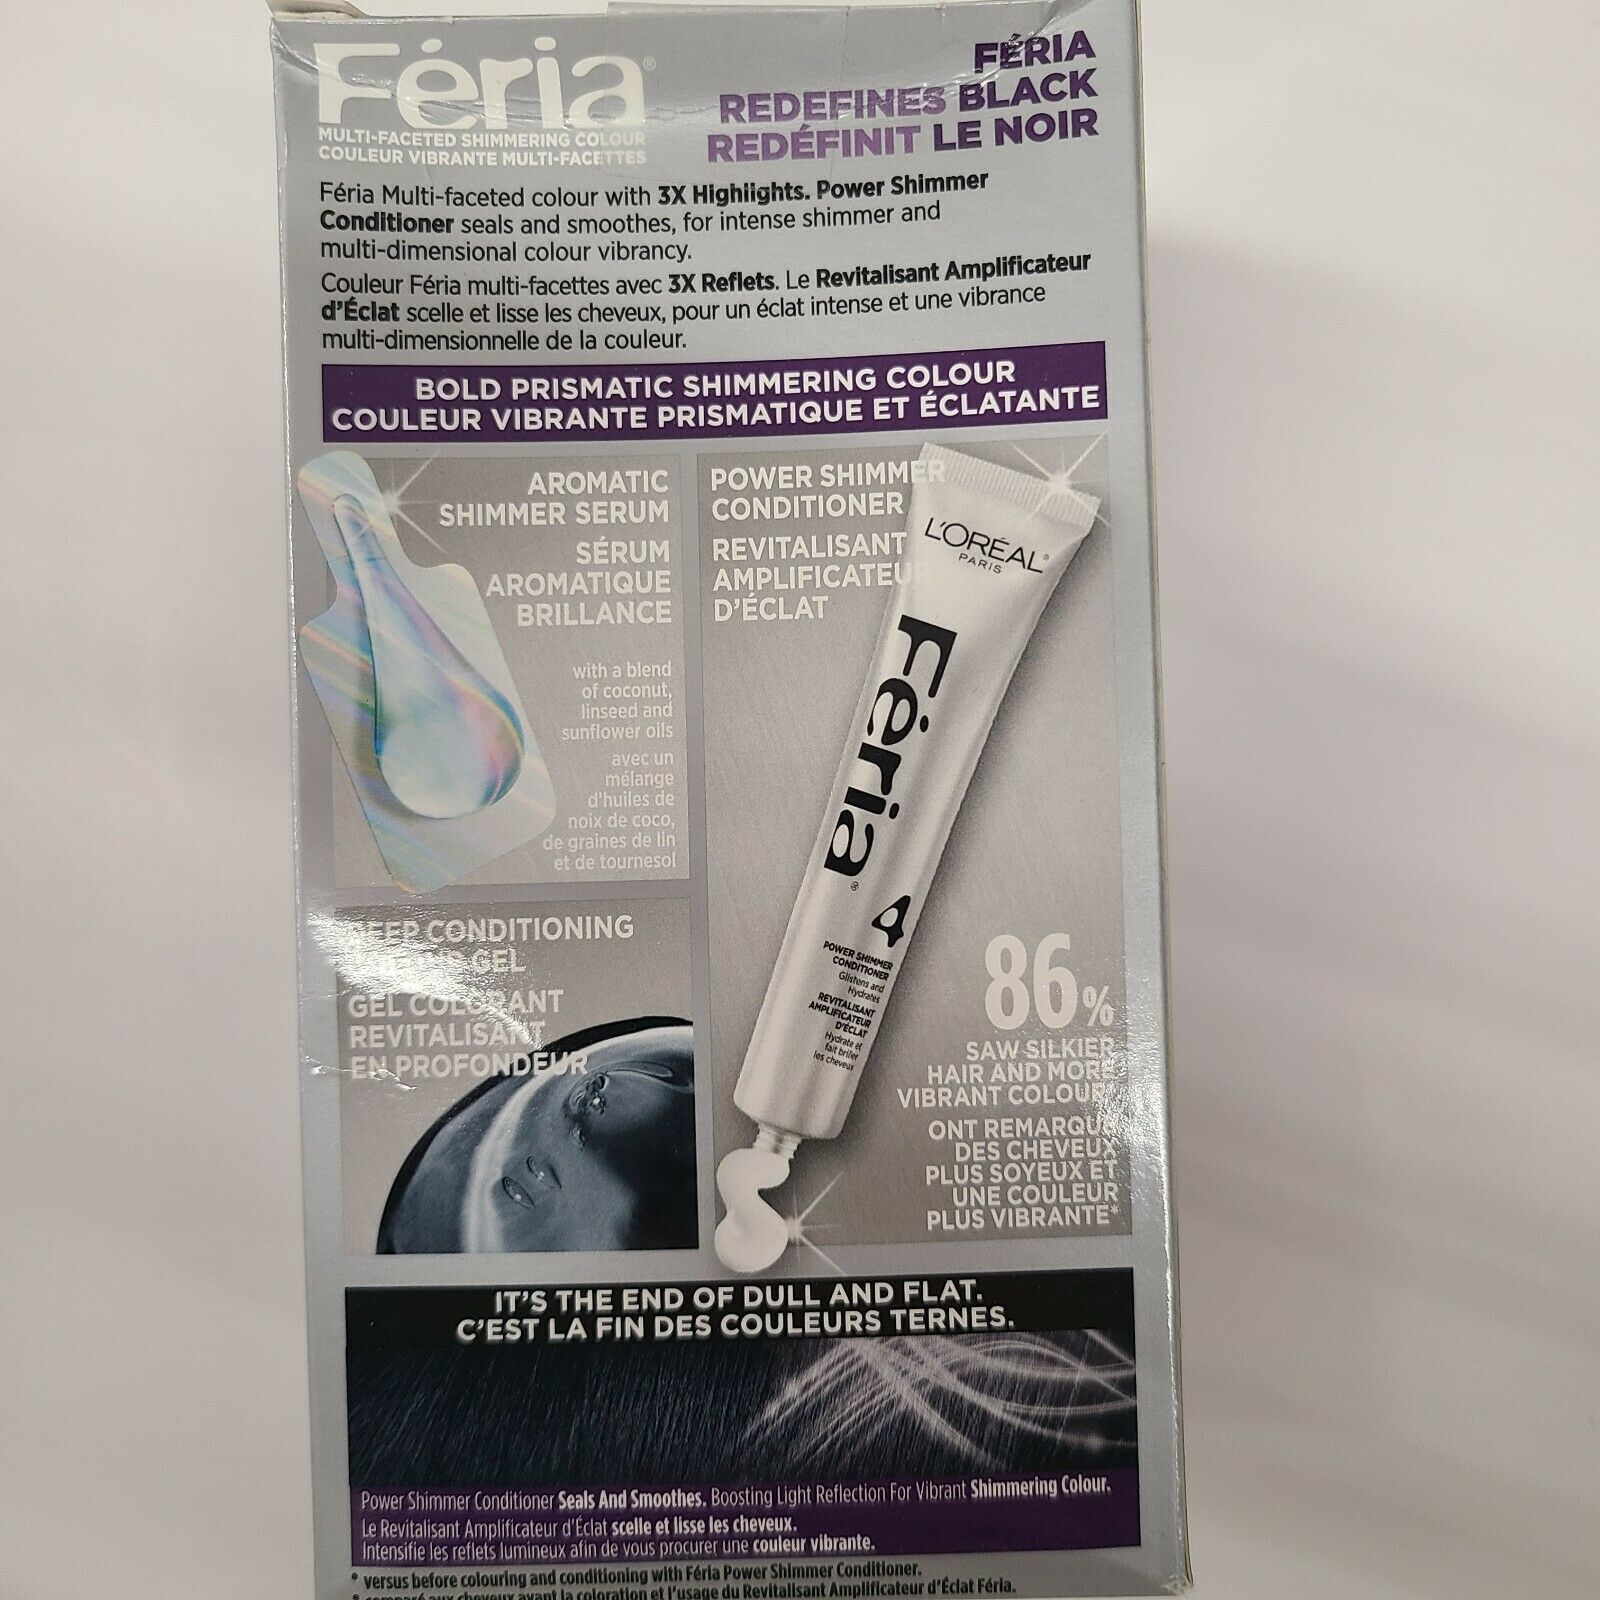 Féria®
MULTI-FACETED SHIMMERING COLOUR
COULEUR VIBRANTE MULTI-FACETTES
FÉRIA
REDEFINES BLACK
REDÉFINIT LE NOIR
Féria Multi-faceted colour with 3X Highlights. Power Shimmer
Conditioner seals and smoothes, for intense shimmer and
multi-dimensional colour vibrancy.
Couleur Féria multi-facettes avec 3X Reflets. Le Revitalisant Amplificateur
d'Éclat scelle et lisse les cheveux, pour un éclat intense et une vibrance
multi-dimensionnelle de la couleur.
BOLD PRISMATIC SHIMMERING COLOUR
COULEUR VIBRANTE PRISMATIQUE ET ÉCLATANTE
AROMATIC
SHIMMER SERUM
SÉRUM
AROMATIQUE
BRILLANCE
with a blend
of coconut,
linseed and
sunflower oils
avec un
mélange
d'huiles de
noix de coco,
de graines de lin
et de tournesol
POWER SHIMMER
CONDITIONER
REVITALISANT
AMPLIFICATEU
D'ÉCLAT
L'ORÉAL®
PARIS
Féria®
4
POWER SHIMMER
CONDITIONER
Glistens and
Hydrates
REVITALISANT
AMPLIFICATEUR
D'ÉCLAT
Hydrate et
fait briller
les cheveux
DEEP CONDITIONING
GEL
GEL COLORANT
REVITALISANT
EN PROFONDEUR
86%
SAW SILKIER
HAIR AND MORE
VIBRANT COLOUR*
ONT REMARQUÉ
DES CHEVEUX
PLUS SOYEUX ET
UNE COULEUR
PLUS VIBRANTE*
IT'S THE END OF DULL AND FLAT.
C'EST LA FIN DES COULEURS TERNES.
Power Shimmer Conditioner Seals And Smoothes, Boosting Light Reflection For Vibrant Shimmering Colour.
Le Revitalisant Amplificateur d'Éclat scelle et lisse les cheveux.
Intensifie les reflets lumineux afin de vous procurer une couleur vibrante.
* versus before colouring and conditioning with Féria Power Shimmer Conditioner.
* comparé aux cheveux avant la coloration et l'usage du Revitalisant Amplificateur d'Éclat Féria.